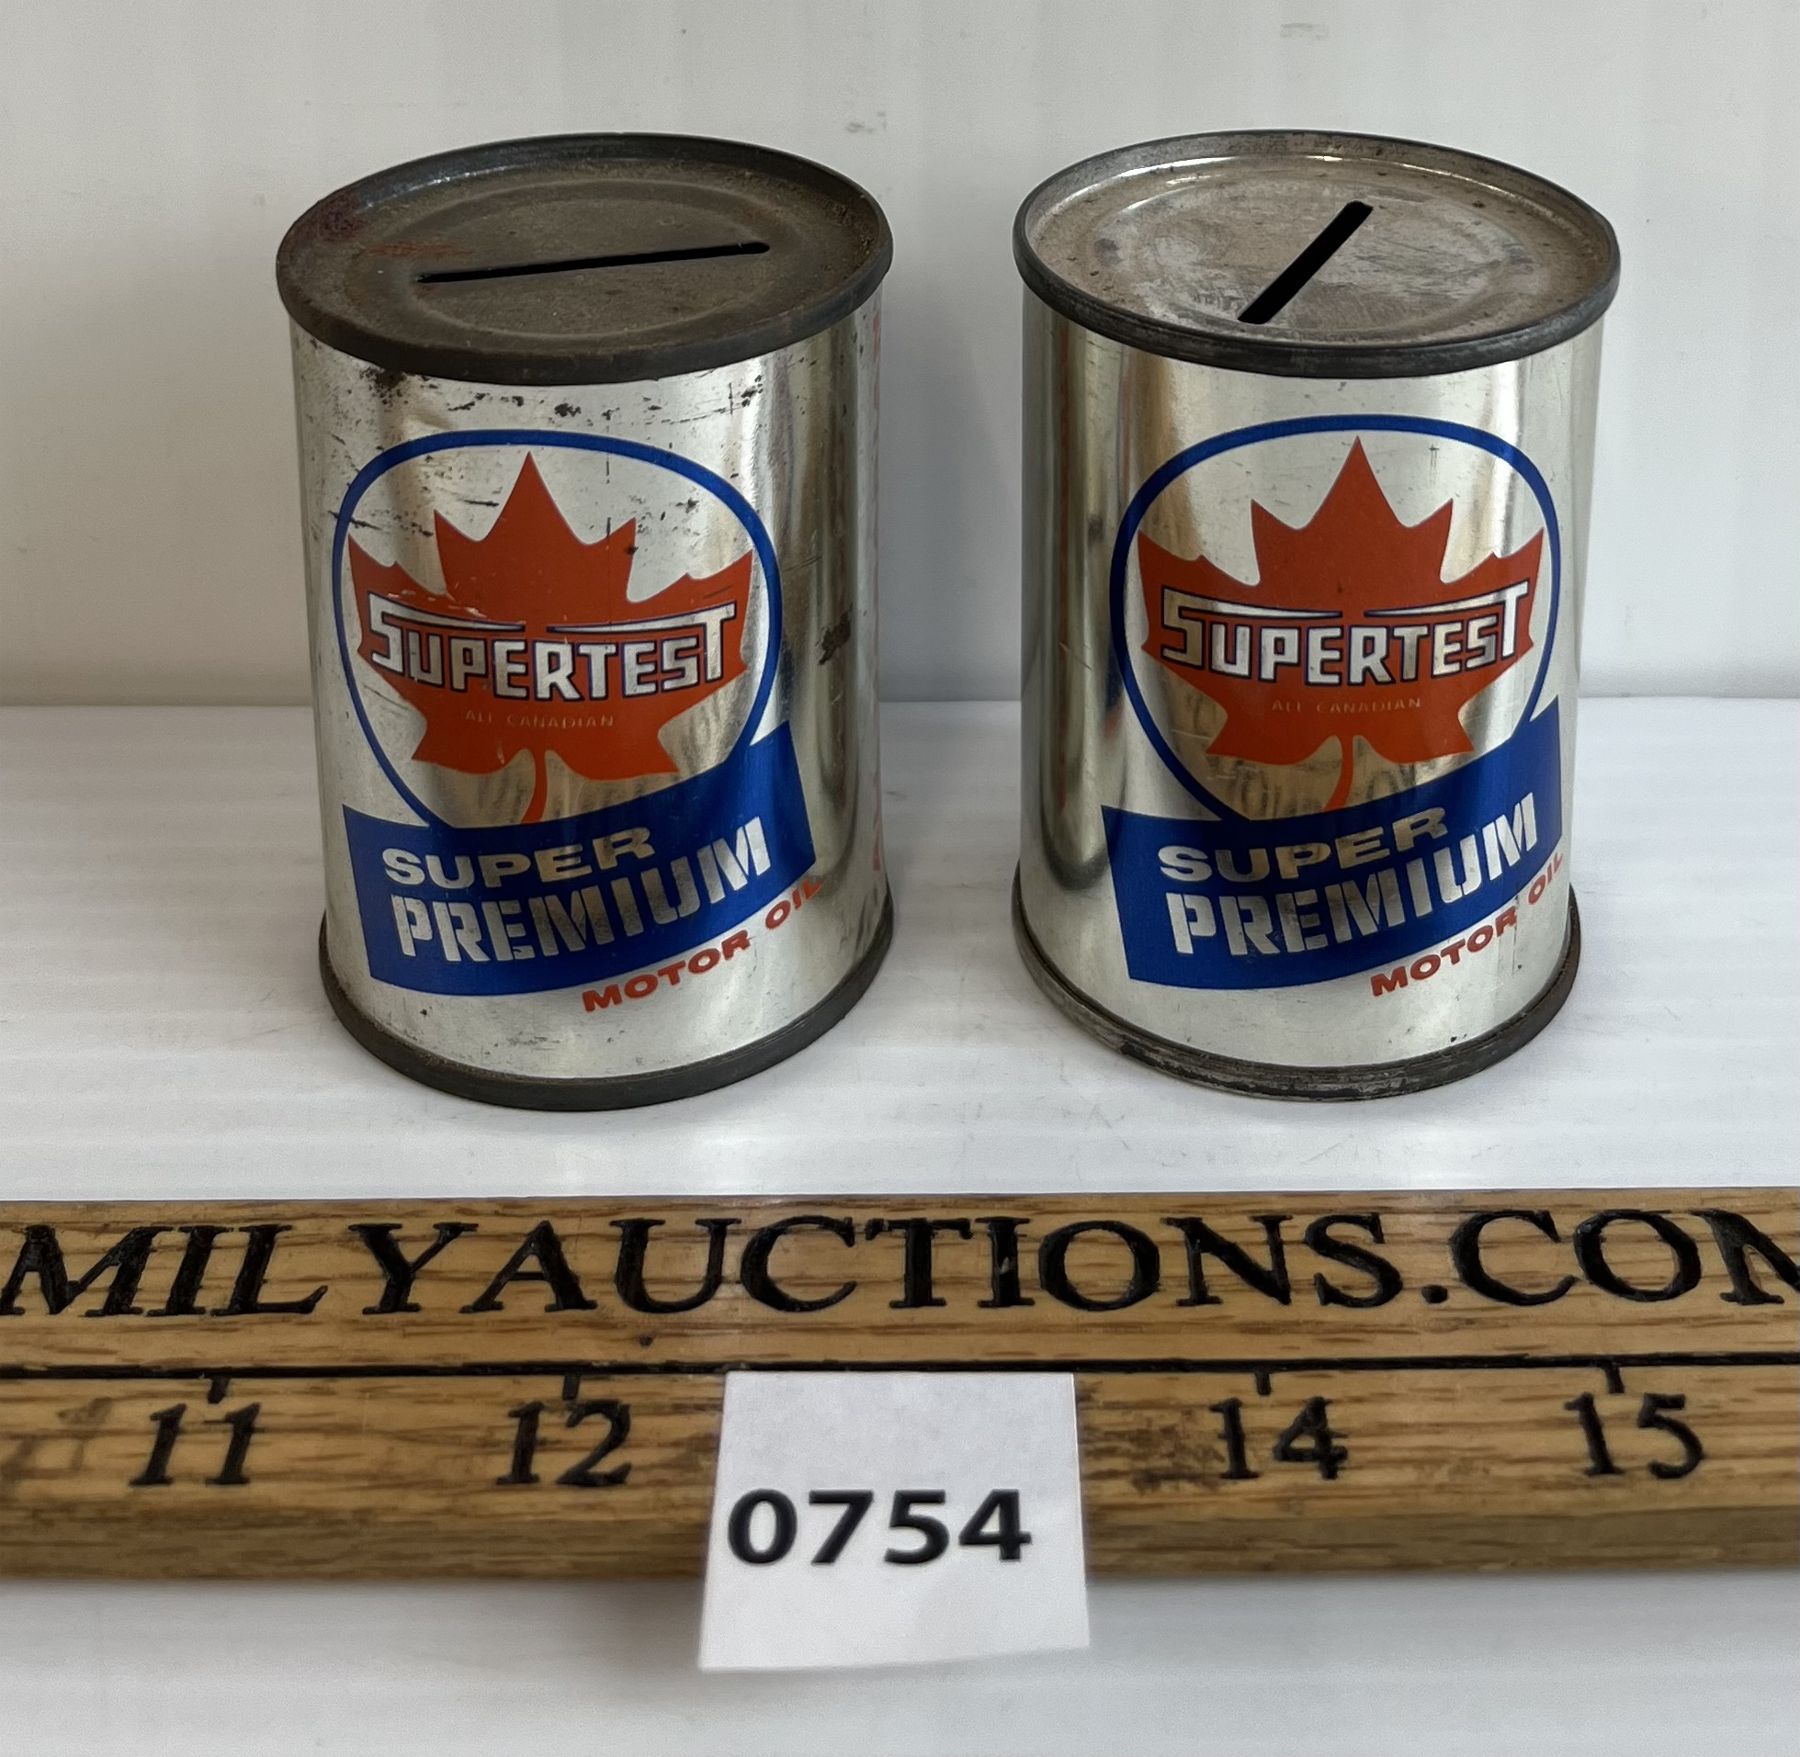 SUPERTEST
ALL CANADIAN
SUPER
PREMIUM
MOTOR OIL
SUPERTEST
ALL CANADIAN
SUPER
PREMIUM
MOTOR OIL
MILYAUCTIONS.COM
11 12 14 15
0754